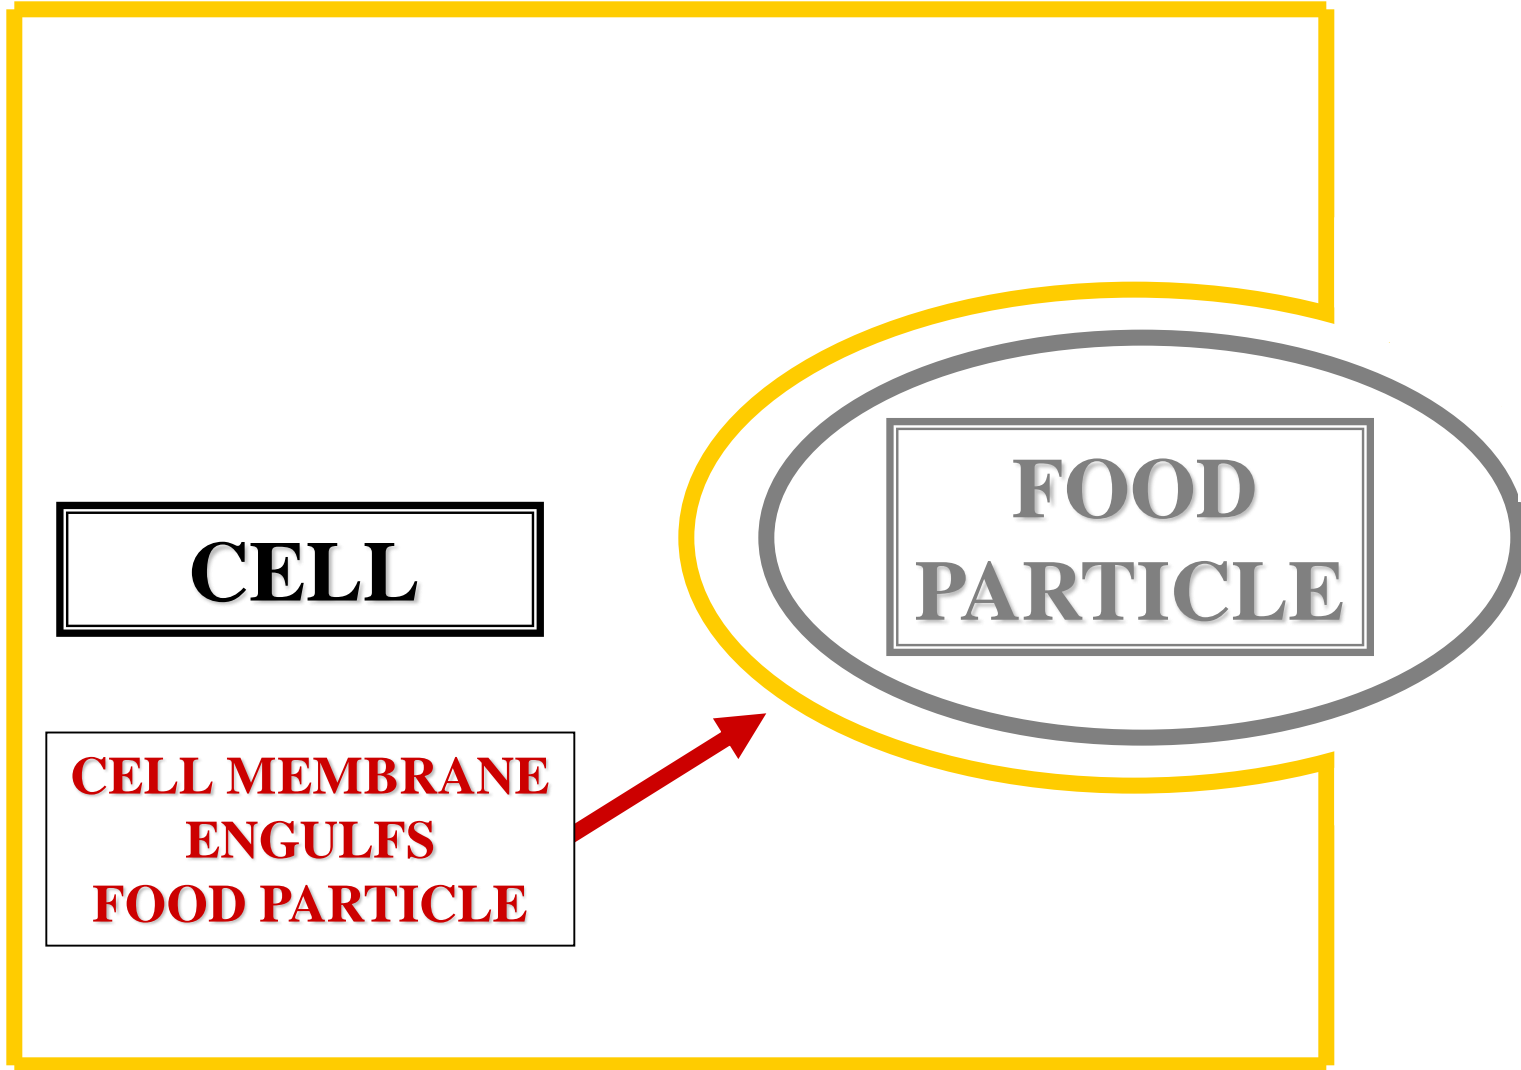 FOOD
PARTICLE
CELL
CELL MEMBRANE
ENGULFS
FOOD PARTICLE